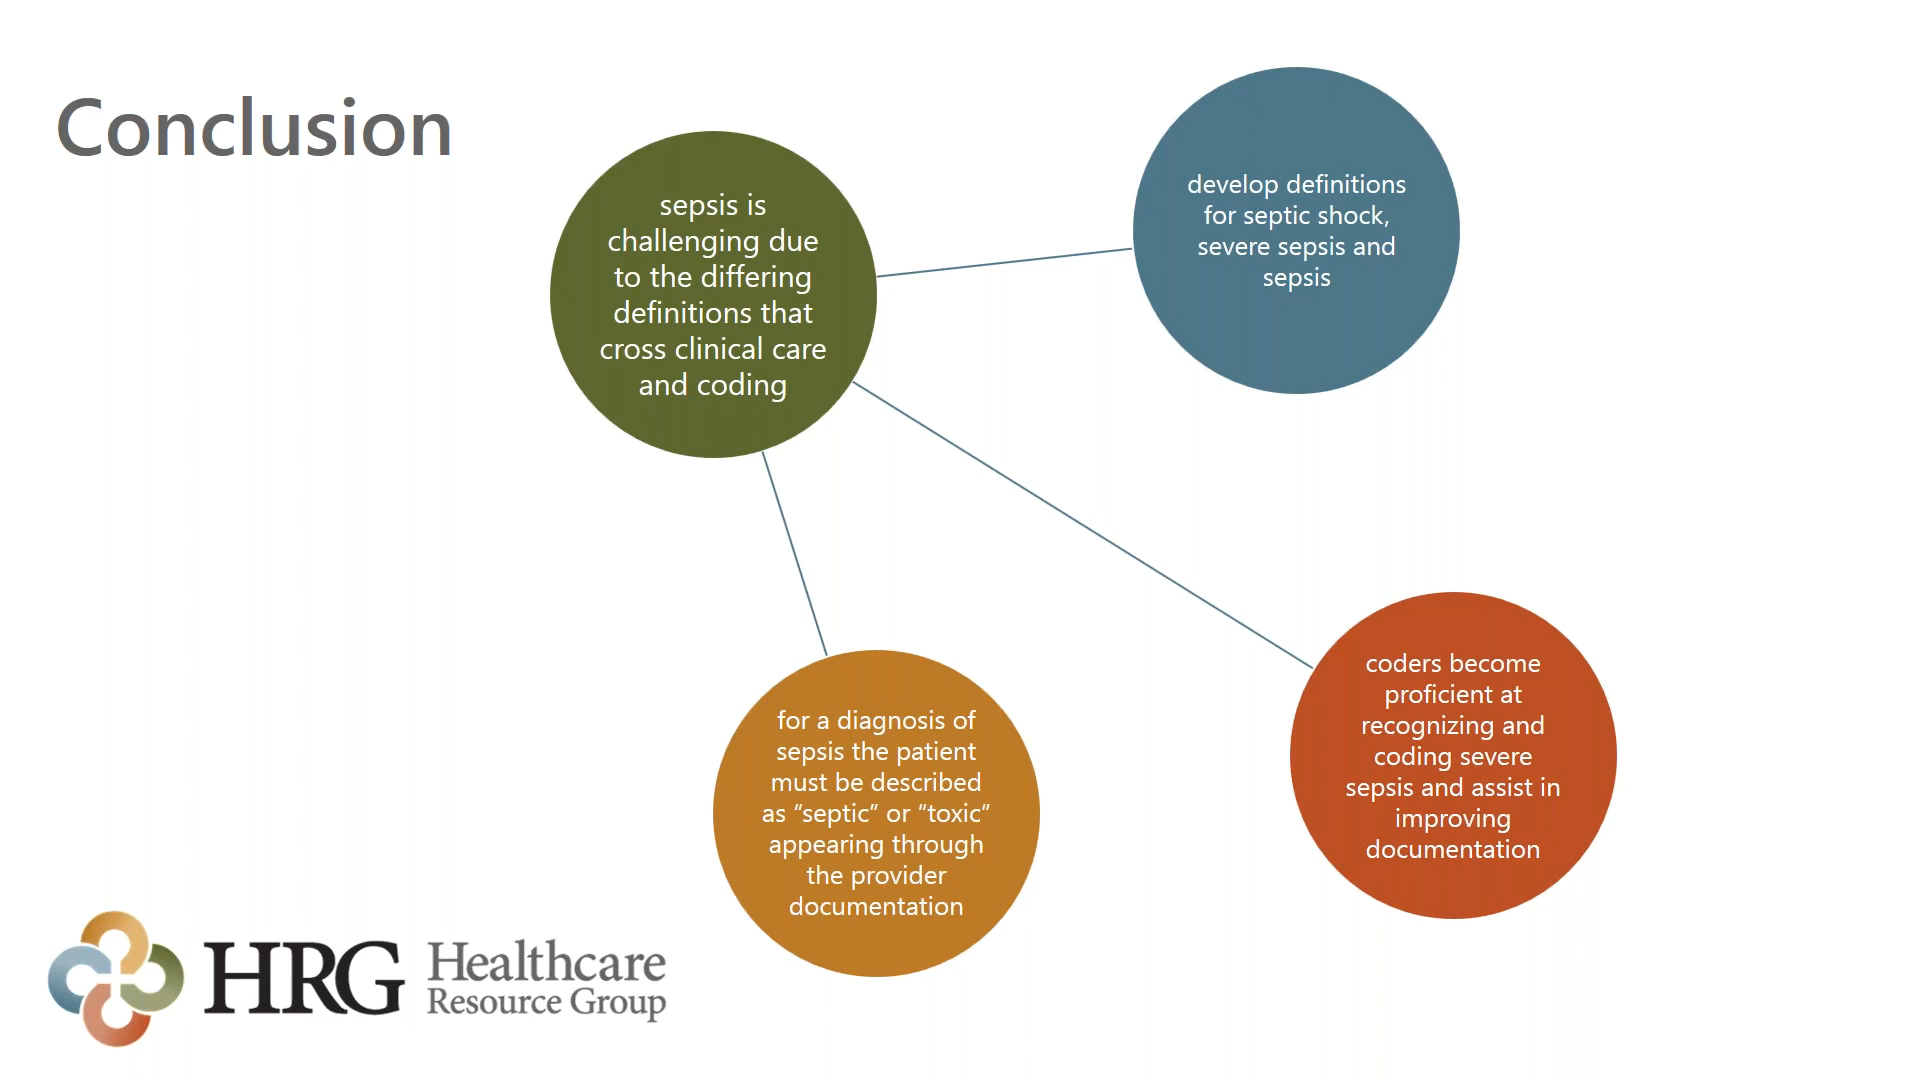 Conclusion
sepsis is
challenging due
to the differing
definitions that
cross clinical care
and coding
develop definitions
for septic shock,
severe sepsis and
sepsis
for a diagnosis of
sepsis the patient
must be described
as “septic” or “toxic”
appearing through
the provider
documentation
coders become
proficient at
recognizing and
coding severe
sepsis and assist in
improving
documentation
HRG Healthcare
Resource Group